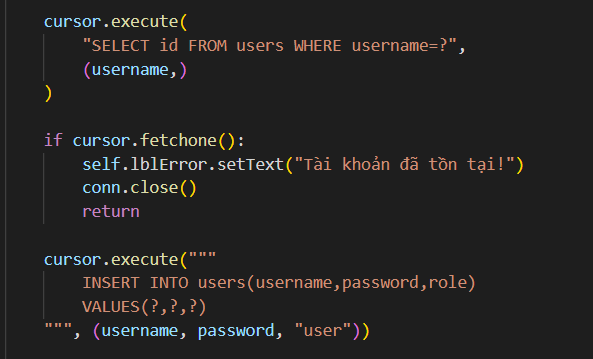 cursor.execute(
    "SELECT id FROM users WHERE username=?",
    (username,)
)
if cursor.fetchone():
    self.lblError.setText("Tài khoản đã tồn tại!")
    conn.close()
    return
cursor.execute("""
    INSERT INTO users(username,password,role)
    VALUES(?,?,?)
""", (username, password, "user"))